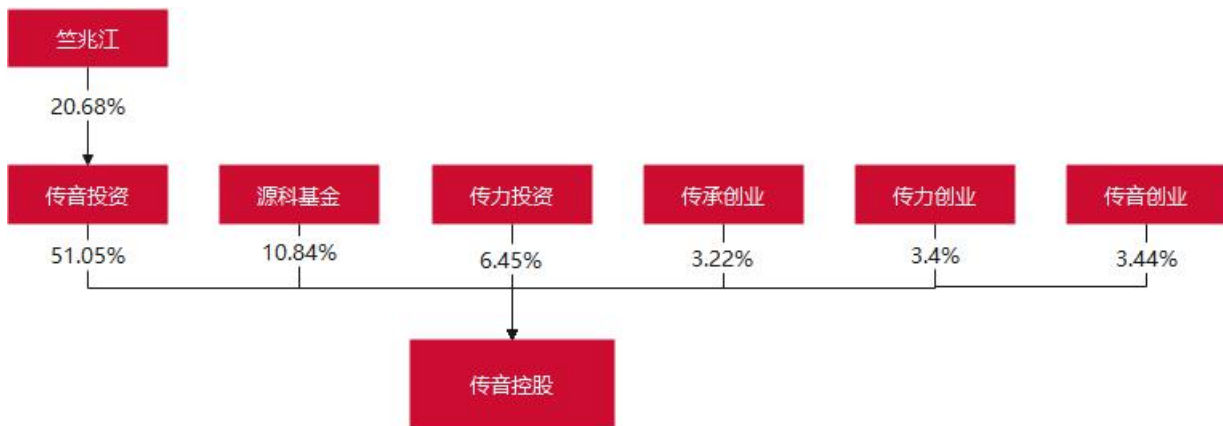 竺兆江
20.68%
传音投资
源科基金
传力投资
传承创业
传力创业
传音创业
51.05%
10.84%
6.45%
3.22%
3.4%
3.44%
传音控股